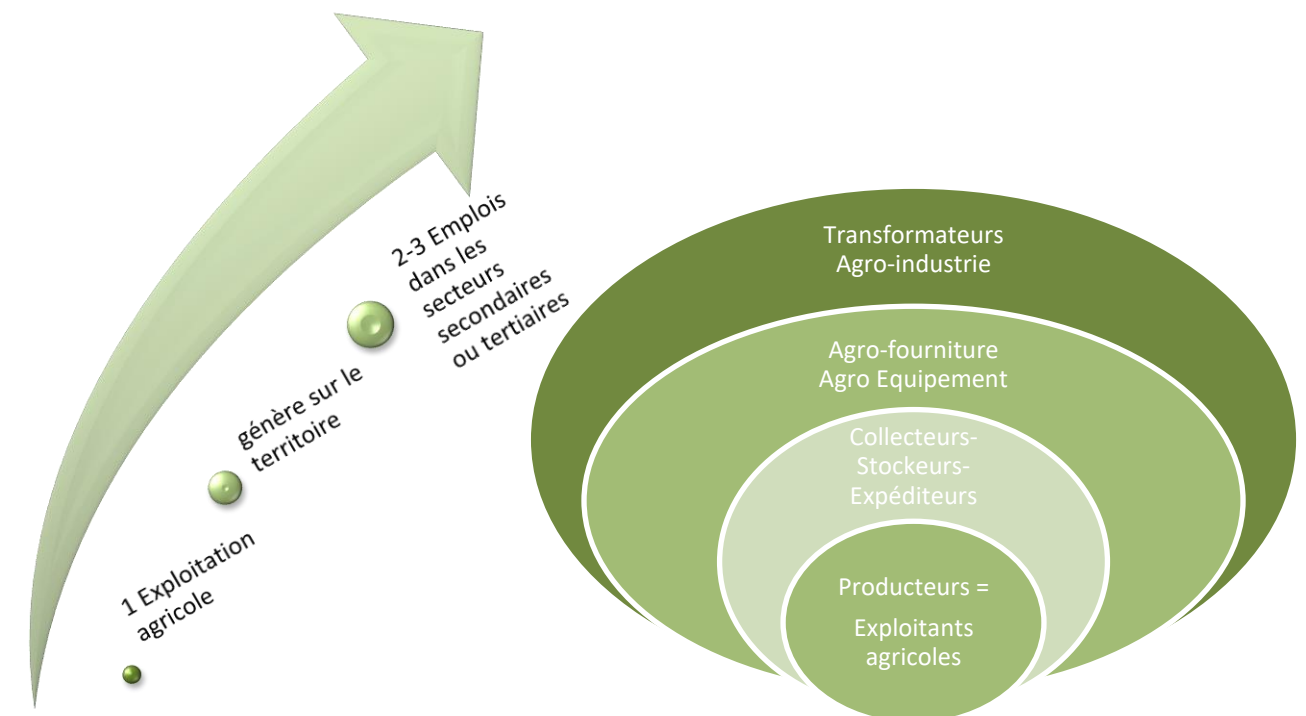 1 Exploitation
agricole
génère sur le
territoire
2-3 Emplois
dans les
secteurs
secondaires
ou tertiaires
Transformateurs
Agro-industrie
Agro-fourniture
Agro Equipement
Collecteurs-
Stockeurs-
Expéditeurs
Producteurs =
Exploitants
agricoles